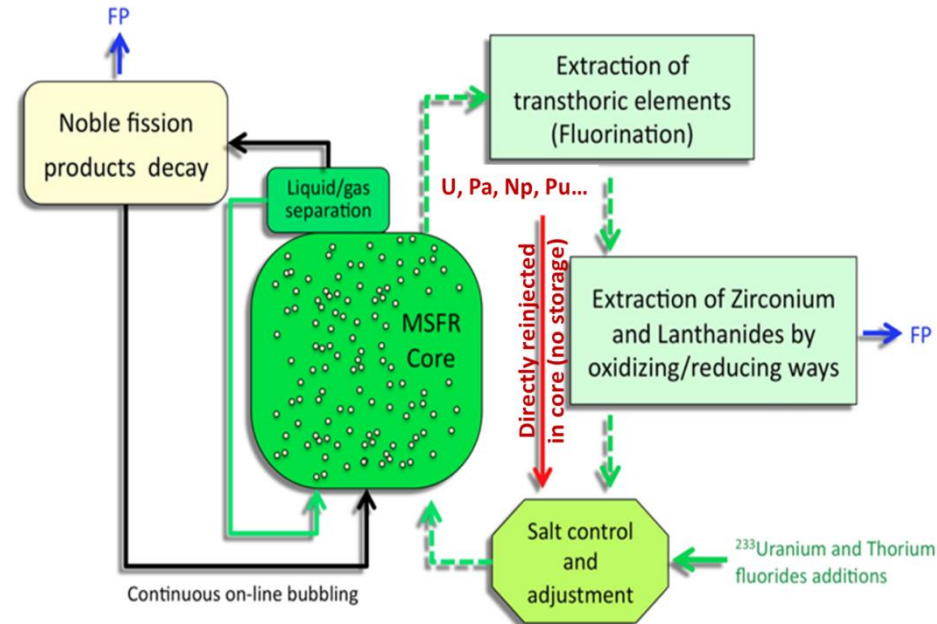 FP
Noble fission
products decay
Liquid/gas
separation
MSFR
Core
Continuous on-line bubbling
Extraction of
transthoric elements
(Fluorination)
U, Pa, Np, Pu...
Directly reinjected
in core (no storage)
Extraction of Zirconium
and Lanthanides by
oxidizing/reducing ways
FP
Salt control
and
adjustment
²³³Uranium and Thorium
fluorides additions